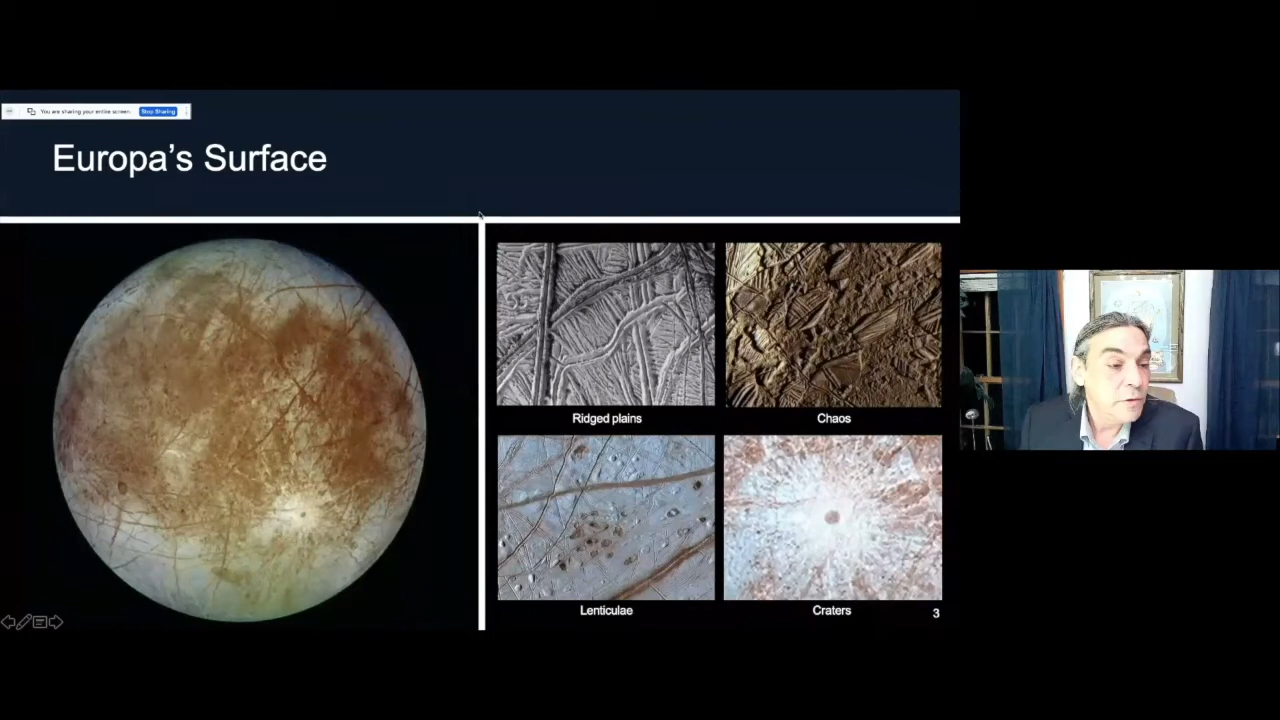 You are sharing your entire screen.
Stop Sharing
Europa's Surface
Ridged plains
Chaos
Lenticulae
Craters
3